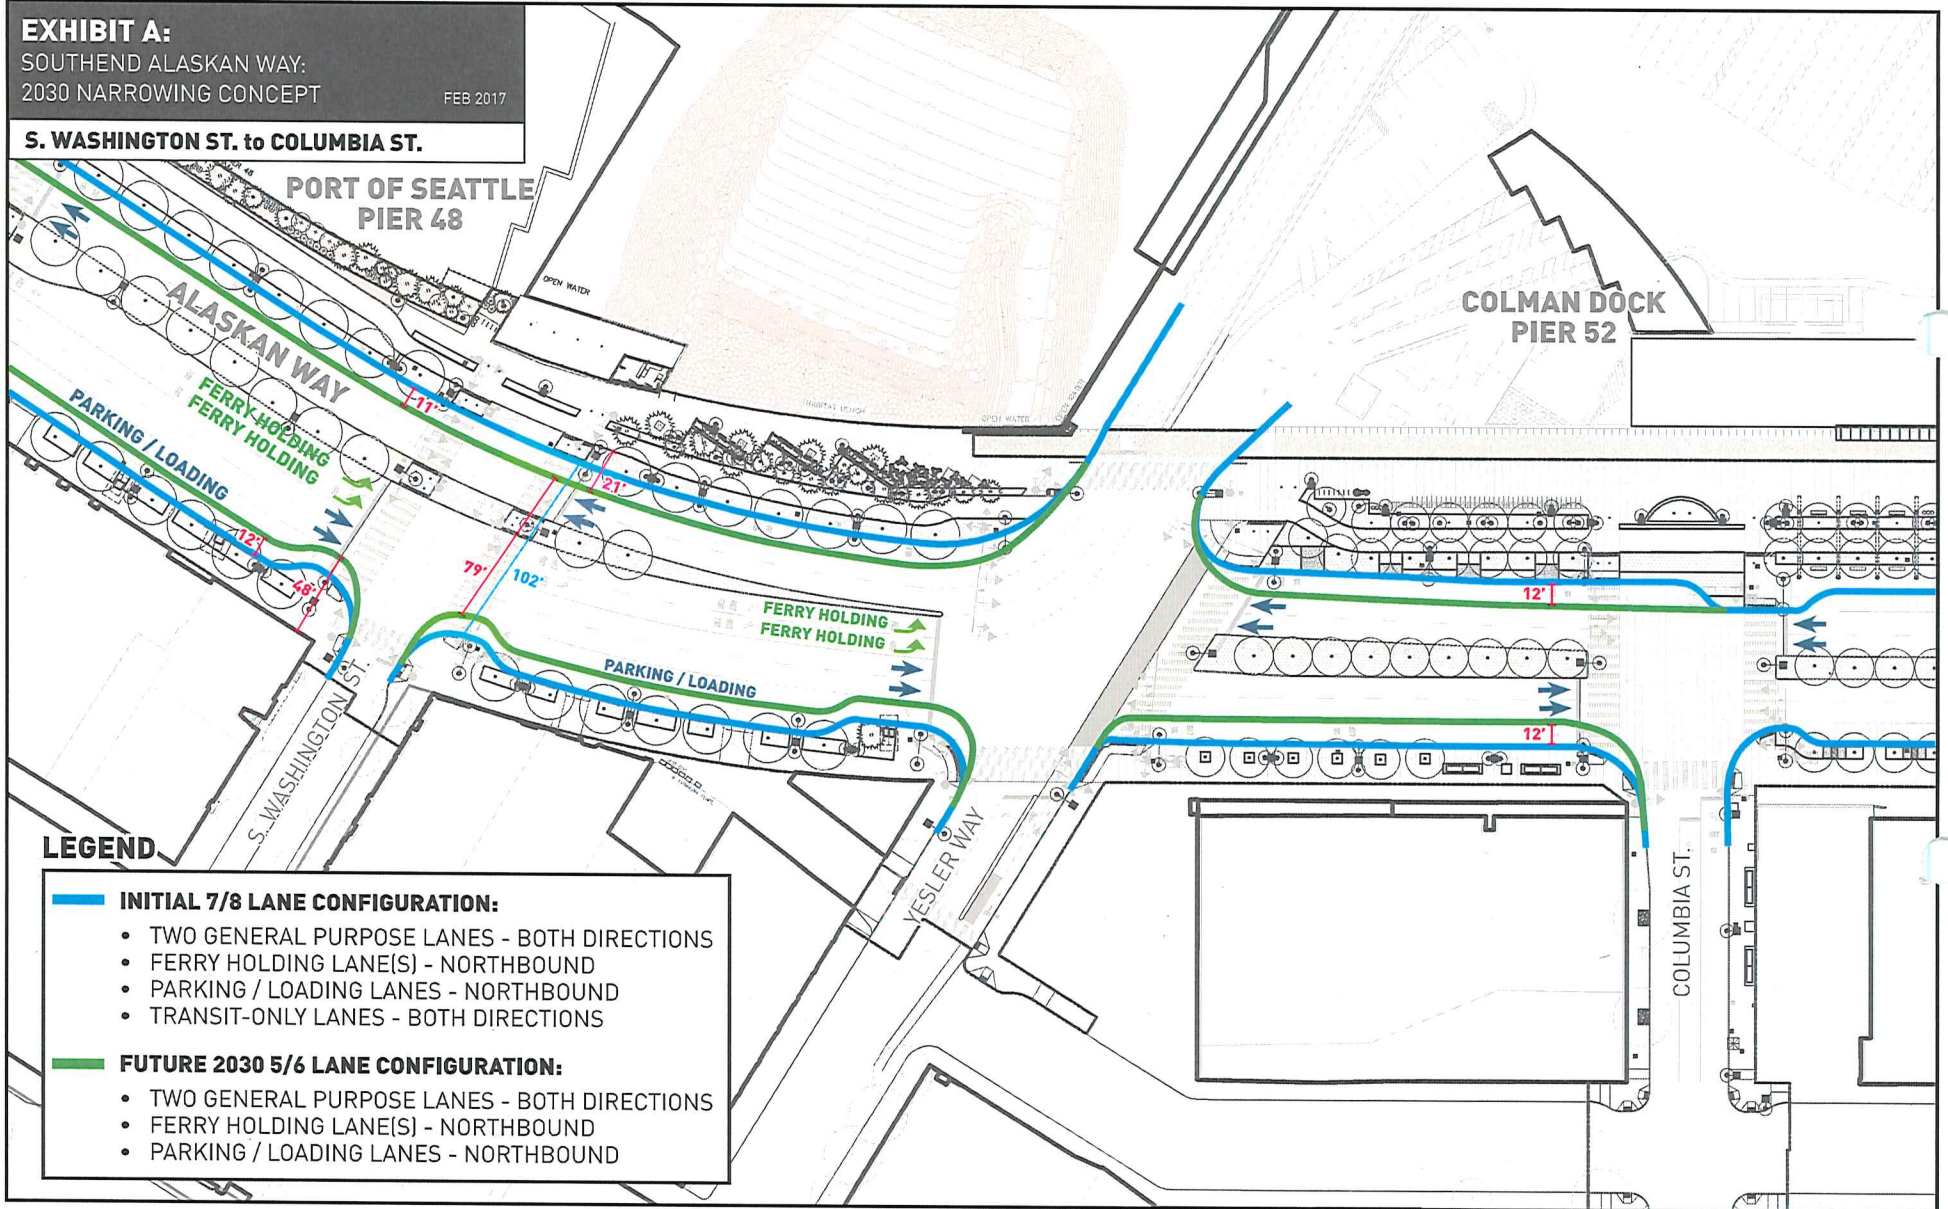 EXHIBIT A:
SOUTHEND ALASKAN WAY:
2030 NARROWING CONCEPT
FEB 2017
S. WASHINGTON ST. to COLUMBIA ST.
PORT OF SEATTLE
PIER 48
OPEN WATER
COLMAN DOCK
PIER 52
ALASKAN WAY
HABITAT BENCH
OPEN WATER
11'
FERRY HOLDING
FERRY HOLDING
PARKING / LOADING
21'
12'
48'
79'
102'
FERRY HOLDING
FERRY HOLDING
PARKING / LOADING
12'
12'
S. WASHINGTON ST.
YESLER WAY
COLUMBIA ST.
LEGEND
INITIAL 7/8 LANE CONFIGURATION:
• TWO GENERAL PURPOSE LANES - BOTH DIRECTIONS
• FERRY HOLDING LANE(S) - NORTHBOUND
• PARKING / LOADING LANES - NORTHBOUND
• TRANSIT-ONLY LANES - BOTH DIRECTIONS
FUTURE 2030 5/6 LANE CONFIGURATION:
• TWO GENERAL PURPOSE LANES - BOTH DIRECTIONS
• FERRY HOLDING LANE(S) - NORTHBOUND
• PARKING / LOADING LANES - NORTHBOUND